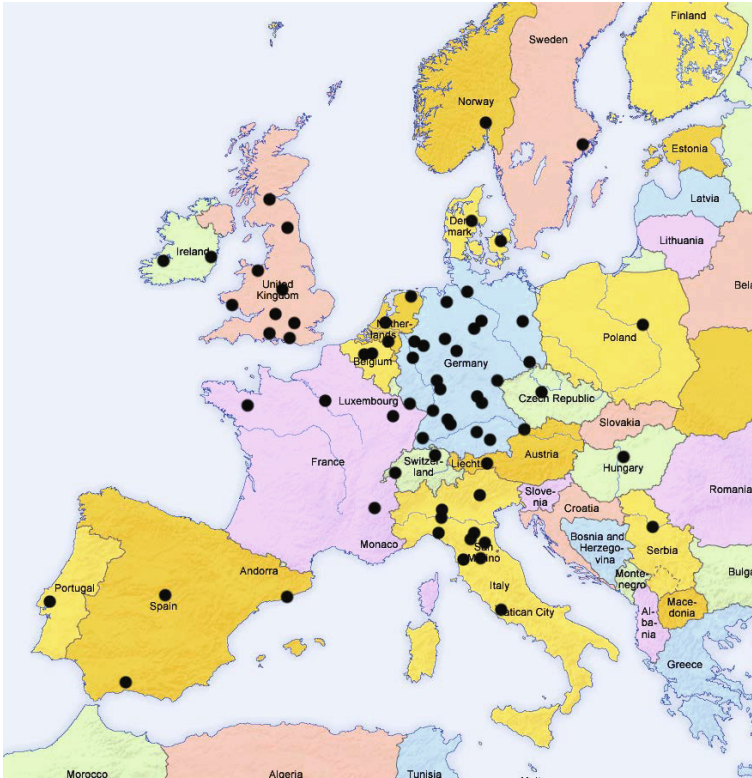 Finland
Sweden
Norway
Estonia
Latvia
Den
mark
Lithuania
Ireland
United
Kingdom
Nether-
lands
Poland
Belgium
Germany
Luxembourg
Czech Republic
Slovakia
France
Switzer-
land
Liecht
Austria
Hungary
Slove-
nia
Romania
Croatia
Monaco
San
Marino
Bosnia and
Herzego-
vina
Serbia
Andorra
Monte-
negro
Bulga
Portugal
Spain
Italy
Vatican City
Al-
ba-
nia
Mace-
donia
Greece
Morocco
Algeria
Tunisia
Bela